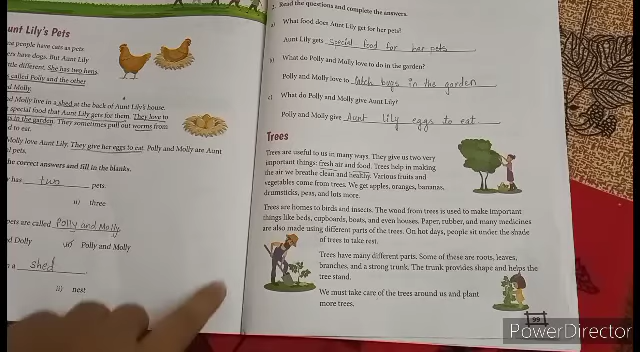 unt Lily's Pets
ne people have cats as pets.
ers have dogs. But Aunt Lily
tle different. She has two hens.
called Polly and the other
d Molly.
d Molly live in a shed at the back of Aunt Lily's house.
special food that Aunt Lily gets for them. They love to
gs in the garden. They sometimes pull out worms from
d to eat.
Molly love Aunt Lily. They give her eggs to eat. Polly and Molly are Aunt
l pets.
he correct answers and fill in the blanks.
has two pets.
ii) three
pets are called Polly and Molly.
d Dolly
Polly and Molly
n a shed.
ii) nest
2. Read the questions and complete the answers.
a) What food does Aunt Lily get for her pets?
Aunt Lily gets special food for her pets
b) What do Polly and Molly love to do in the garden?
Polly and Molly love to catch bugs in the garden
c) What do Polly and Molly give Aunt Lily?
Polly and Molly give Aunt Lily eggs to eat
Trees
Trees are useful to us in many ways. They give us two very
important things: fresh air and food. Trees help in making
the air we breathe clean and healthy. Various fruits and
vegetables come from trees. We get apples, oranges, bananas,
drumsticks, peas, and lots more.
Trees are homes to birds and insects. The wood from trees is used to make important
things like beds, cupboards, boats, and even houses. Paper, rubber, and many medicines
are also made using different parts of the trees. On hot days, people sit under the shade
of trees to take rest.
Trees have many different parts. Some of these are roots, leaves,
branches, and a strong trunk. The trunk provides shape and helps the
tree stand.
We must take care of the trees around us and plant
more trees.
99
PowerDirector